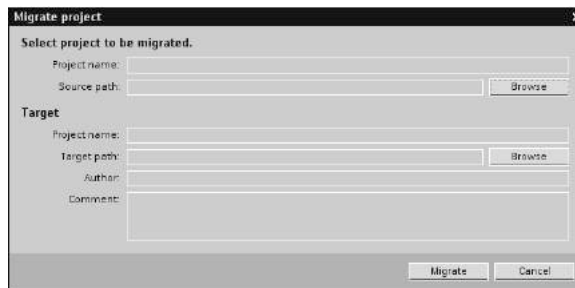 Migrate project
Select project to be migrated.
Project name:
Source path:
Browse
Target
Project name:
Target path:
Browse
Author:
Comment:
Migrate
Cancel